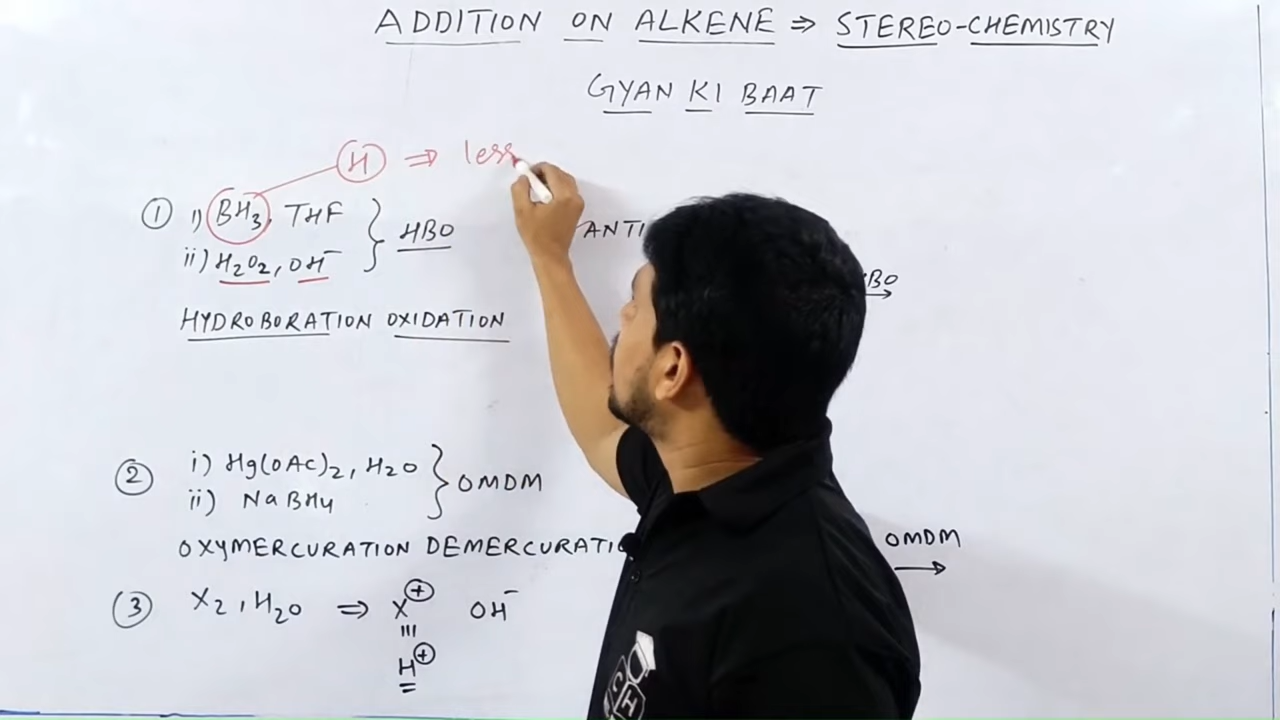 ADDITION ON ALKENE ⇒ STEREO-CHEMISTRY
GYAN KI BAAT
H ⇒ less
① i) BH₃, THF } HBO ANTI
ii) H₂O₂, OH⁻
HYDROBORATION OXIDATION
② i) Hg(OAc)₂, H₂O } OMDM
ii) NaBH₄
OXYMERCURATION
OMDM →
③ X₂, H₂O ⇒ X⊕ OH⁻
H⊕